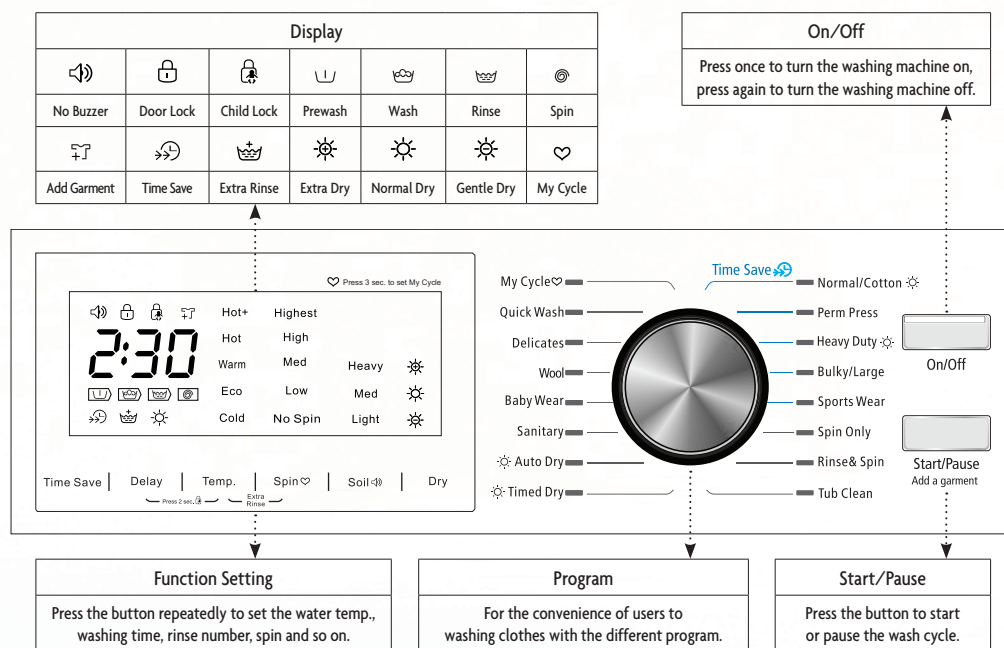 Display
No Buzzer Door Lock Child Lock Prewash Wash Rinse Spin
Add Garment Time Save Extra Rinse Extra Dry Normal Dry Gentle Dry My Cycle
On/Off
Press once to turn the washing machine on,
press again to turn the washing machine off.
Press 3 sec. to set My Cycle
2:30
Hot+ Highest
Hot High
Warm Med Heavy
Eco Low Med
Cold No Spin Light
Time Save Delay Temp. Spin Soil Dry
Press 2 sec.
Extra
Rinse
My Cycle
Quick Wash
Delicates
Wool
Baby Wear
Sanitary
Auto Dry
Timed Dry
Time Save
Normal/Cotton
Perm Press
Heavy Duty
Bulky/Large
Sports Wear
Spin Only
Rinse& Spin
Tub Clean
On/Off
Start/Pause
Add a garment
Function Setting
Press the button repeatedly to set the water temp.,
washing time, rinse number, spin and so on.
Program
For the convenience of users to
washing clothes with the different program.
Start/Pause
Press the button to start
or pause the wash cycle.